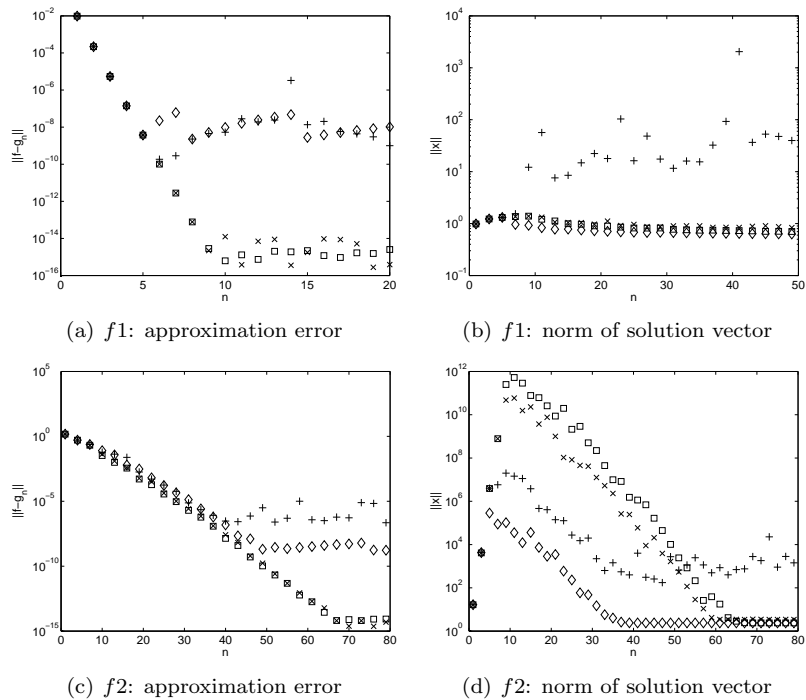 10^−2
10^−4
10^−6
10^−8
10^−10
10^−12
10^−14
10^−16
||f−g_n||
0 5 10 15 20
n
(a) f1: approximation error
10^4
10^3
10^2
10^1
10^0
10^−1
||x||
0 10 20 30 40 50
n
(b) f1: norm of solution vector
10^5
10^0
10^−5
10^−10
10^−15
||f−g_n||
0 10 20 30 40 50 60 70 80
n
(c) f2: approximation error
10^12
10^10
10^8
10^6
10^4
10^2
10^0
||x||
0 10 20 30 40 50 60 70 80
n
(d) f2: norm of solution vector